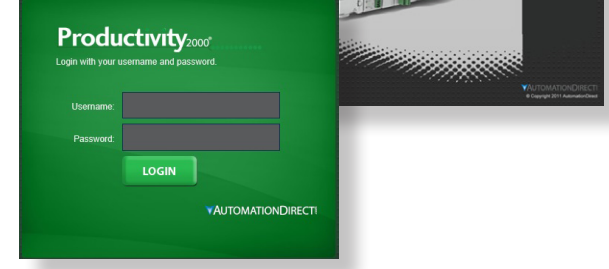 Productivity2000®
Login with your username and password.
Username:
Password:
LOGIN
AUTOMATIONDIRECT!
AUTOMATIONDIRECT!
© Copyright 2011 AutomationDirect